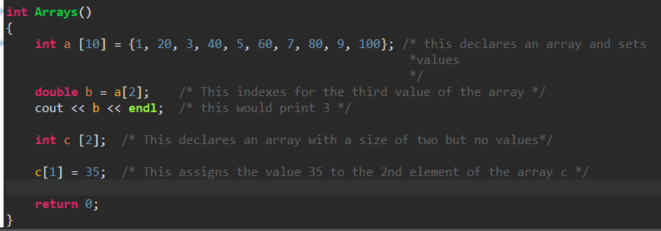 int Arrays()
{
int a [10] = {1, 20, 3, 40, 5, 60, 7, 80, 9, 100}; /* this declares an array and sets
*values
*/
double b = a[2]; /* This indexes for the third value of the array */
cout << b << endl; /* this would print 3 */
int c [2]; /* This declares an array with a size of two but no values*/
c[1] = 35; /* This assigns the value 35 to the 2nd element of the array c */
return 0;
}